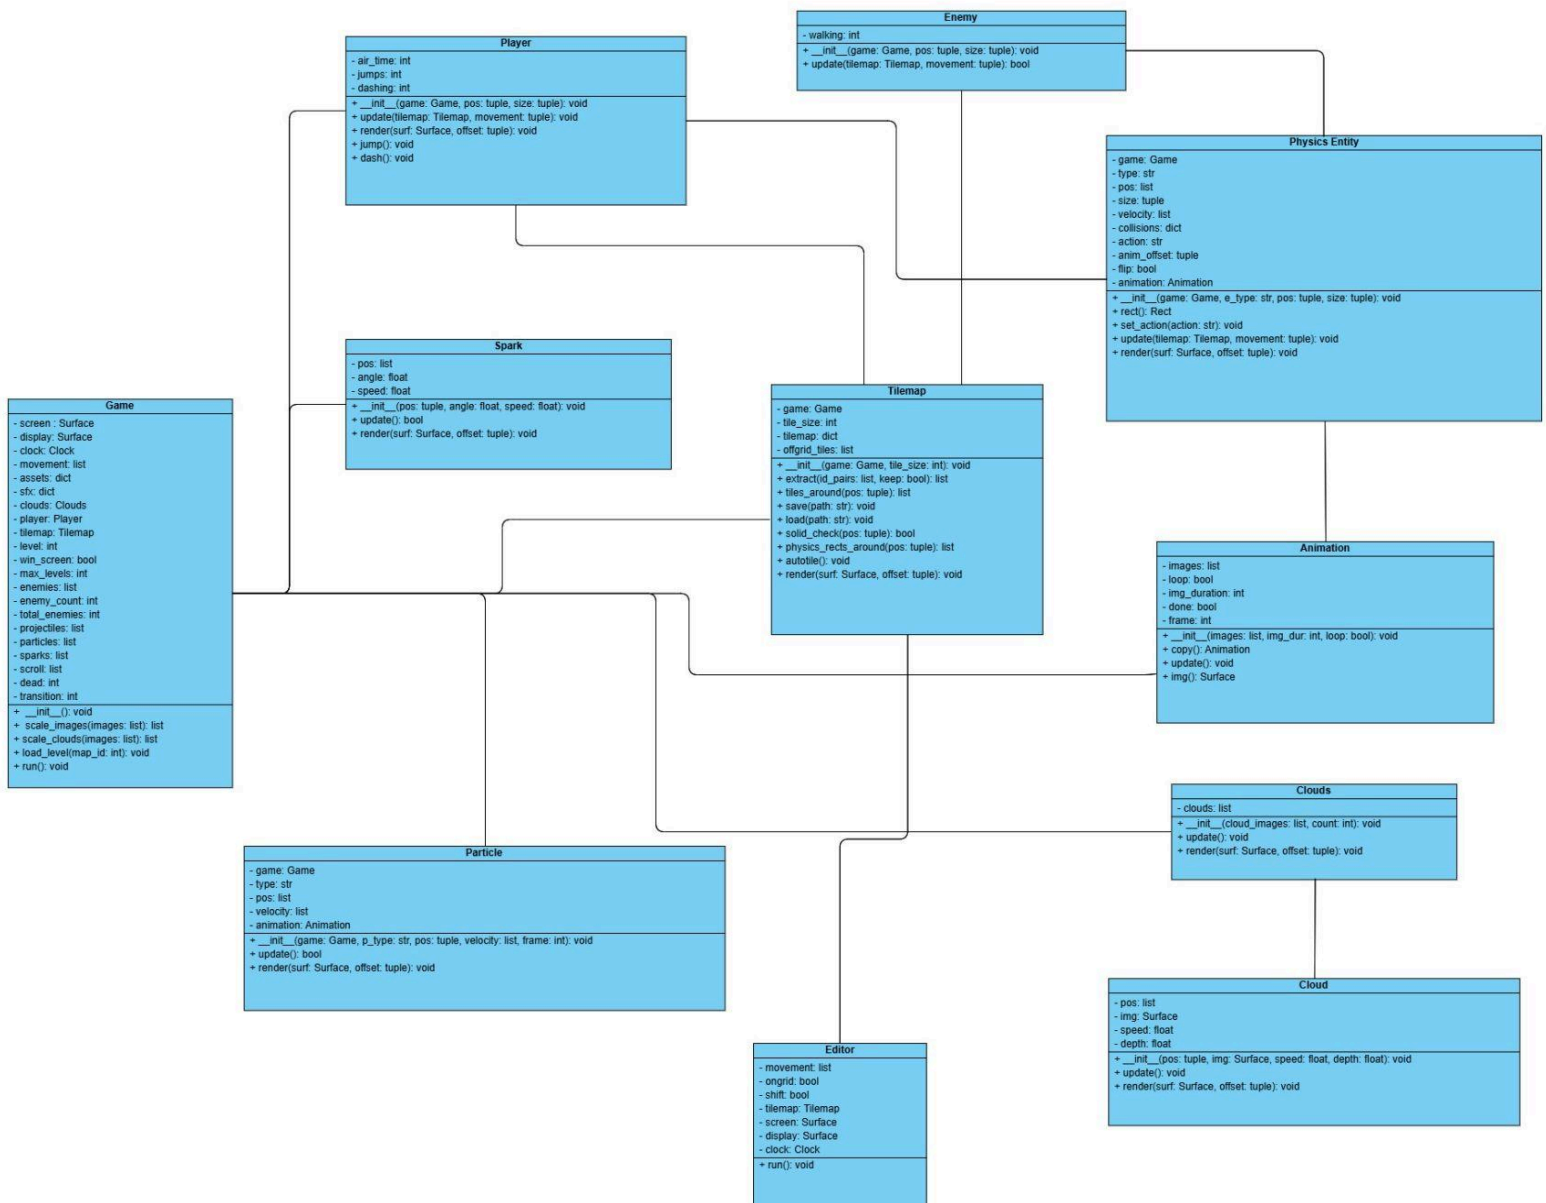 Enemy
- walking: int
+ __init__(game: Game, pos: tuple, size: tuple): void
+ update(tilemap: Tilemap, movement: tuple): bool
Player
- air_time: int
- jumps: int
- dashing: int
+ __init__(game: Game, pos: tuple, size: tuple): void
+ update(tilemap: Tilemap, movement: tuple): void
+ render(surf: Surface, offset: tuple): void
+ jump(): void
+ dash(): void
Physics Entity
- game: Game
- type: str
- pos: list
- size: tuple
- velocity: list
- collisions: dict
- action: str
- anim_offset: tuple
- flip: bool
- animation: Animation
+ __init__(game: Game, e_type: str, pos: tuple, size: tuple): void
+ rect(): Rect
+ set_action(action: str): void
+ update(tilemap: Tilemap, movement: tuple): void
+ render(surf: Surface, offset: tuple): void
Spark
- pos: list
- angle: float
- speed: float
+ __init__(pos: tuple, angle: float, speed: float): void
+ update(): bool
+ render(surf: Surface, offset: tuple): void
Tilemap
- game: Game
- tile_size: int
- tilemap: dict
- offgrid_tiles: list
+ __init__(game: Game, tile_size: int): void
+ extract(id_pairs: list, keep: bool): list
+ tiles_around(pos: tuple): list
+ save(path: str): void
+ load(path: str): void
+ solid_check(pos: tuple): bool
+ physics_rects_around(pos: tuple): list
+ autotile(): void
+ render(surf: Surface, offset: tuple): void
Game
- screen : Surface
- display: Surface
- clock: Clock
- movement: list
- assets: dict
- sfx: dict
- clouds: Clouds
- player: Player
- tilemap: Tilemap
- level: int
- win_screen: bool
- max_levels: int
- enemies: list
- enemy_count: int
- total_enemies: int
- projectiles: list
- particles: list
- sparks: list
- scroll: list
- dead: int
- transition: int
+ __init__(): void
+ scale_images(images: list): list
+ scale_clouds(images: list): list
+ load_level(map_id: int): void
+ run(): void
Animation
- images: list
- loop: bool
- img_duration: int
- done: bool
- frame: int
+ __init__(images: list, img_dur: int, loop: bool): void
+ copy(): Animation
+ update(): void
+ img(): Surface
Clouds
- clouds: list
+ __init__(cloud_images: list, count: int): void
+ update(): void
+ render(surf: Surface, offset: tuple): void
Particle
- game: Game
- type: str
- pos: list
- velocity: list
- animation: Animation
+ __init__(game: Game, p_type: str, pos: tuple, velocity: list, frame: int): void
+ update(): bool
+ render(surf: Surface, offset: tuple): void
Cloud
- pos: list
- img: Surface
- speed: float
- depth: float
+ __init__(pos: tuple, img: Surface, speed: float, depth: float): void
+ update(): void
+ render(surf: Surface, offset: tuple): void
Editor
- movement: list
- ongrid: bool
- shift: bool
- tilemap: Tilemap
- screen: Surface
- display: Surface
- clock: Clock
+ run(): void